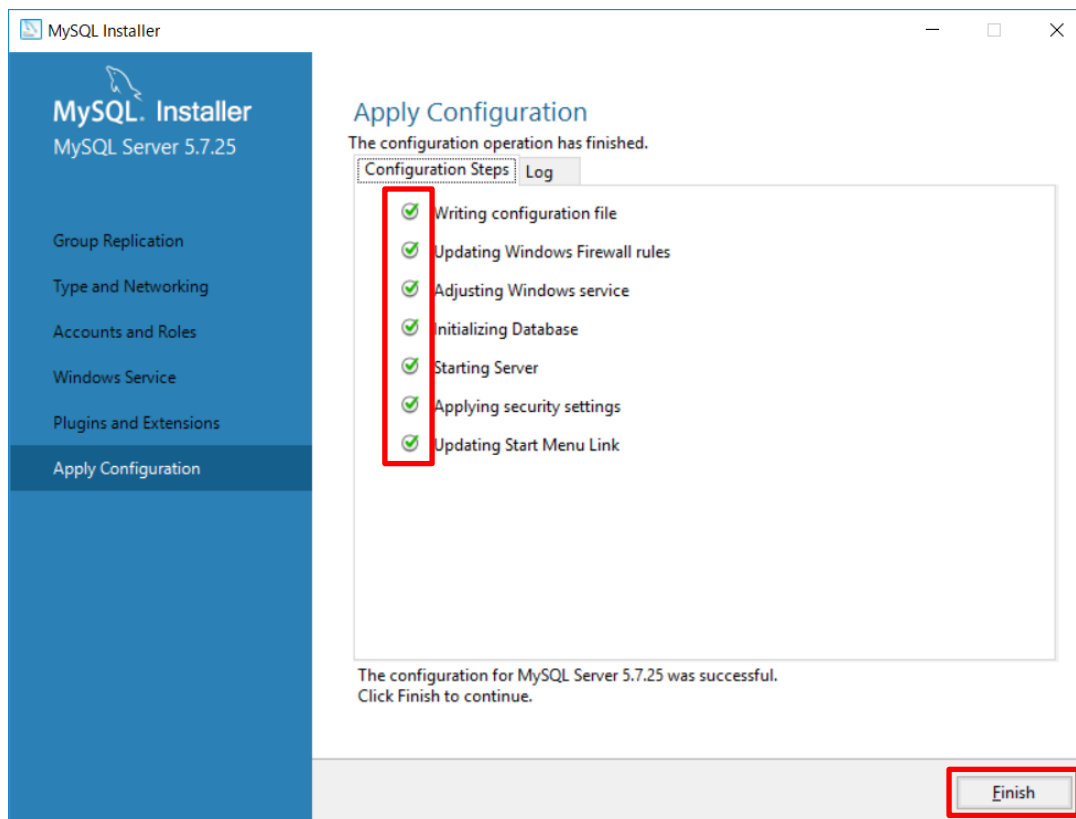 MySQL Installer
MySQL. Installer
MySQL Server 5.7.25
Group Replication
Type and Networking
Accounts and Roles
Windows Service
Plugins and Extensions
Apply Configuration
Apply Configuration
The configuration operation has finished.
Configuration Steps Log
Writing configuration file
Updating Windows Firewall rules
Adjusting Windows service
Initializing Database
Starting Server
Applying security settings
Updating Start Menu Link
The configuration for MySQL Server 5.7.25 was successful.
Click Finish to continue.
Finish